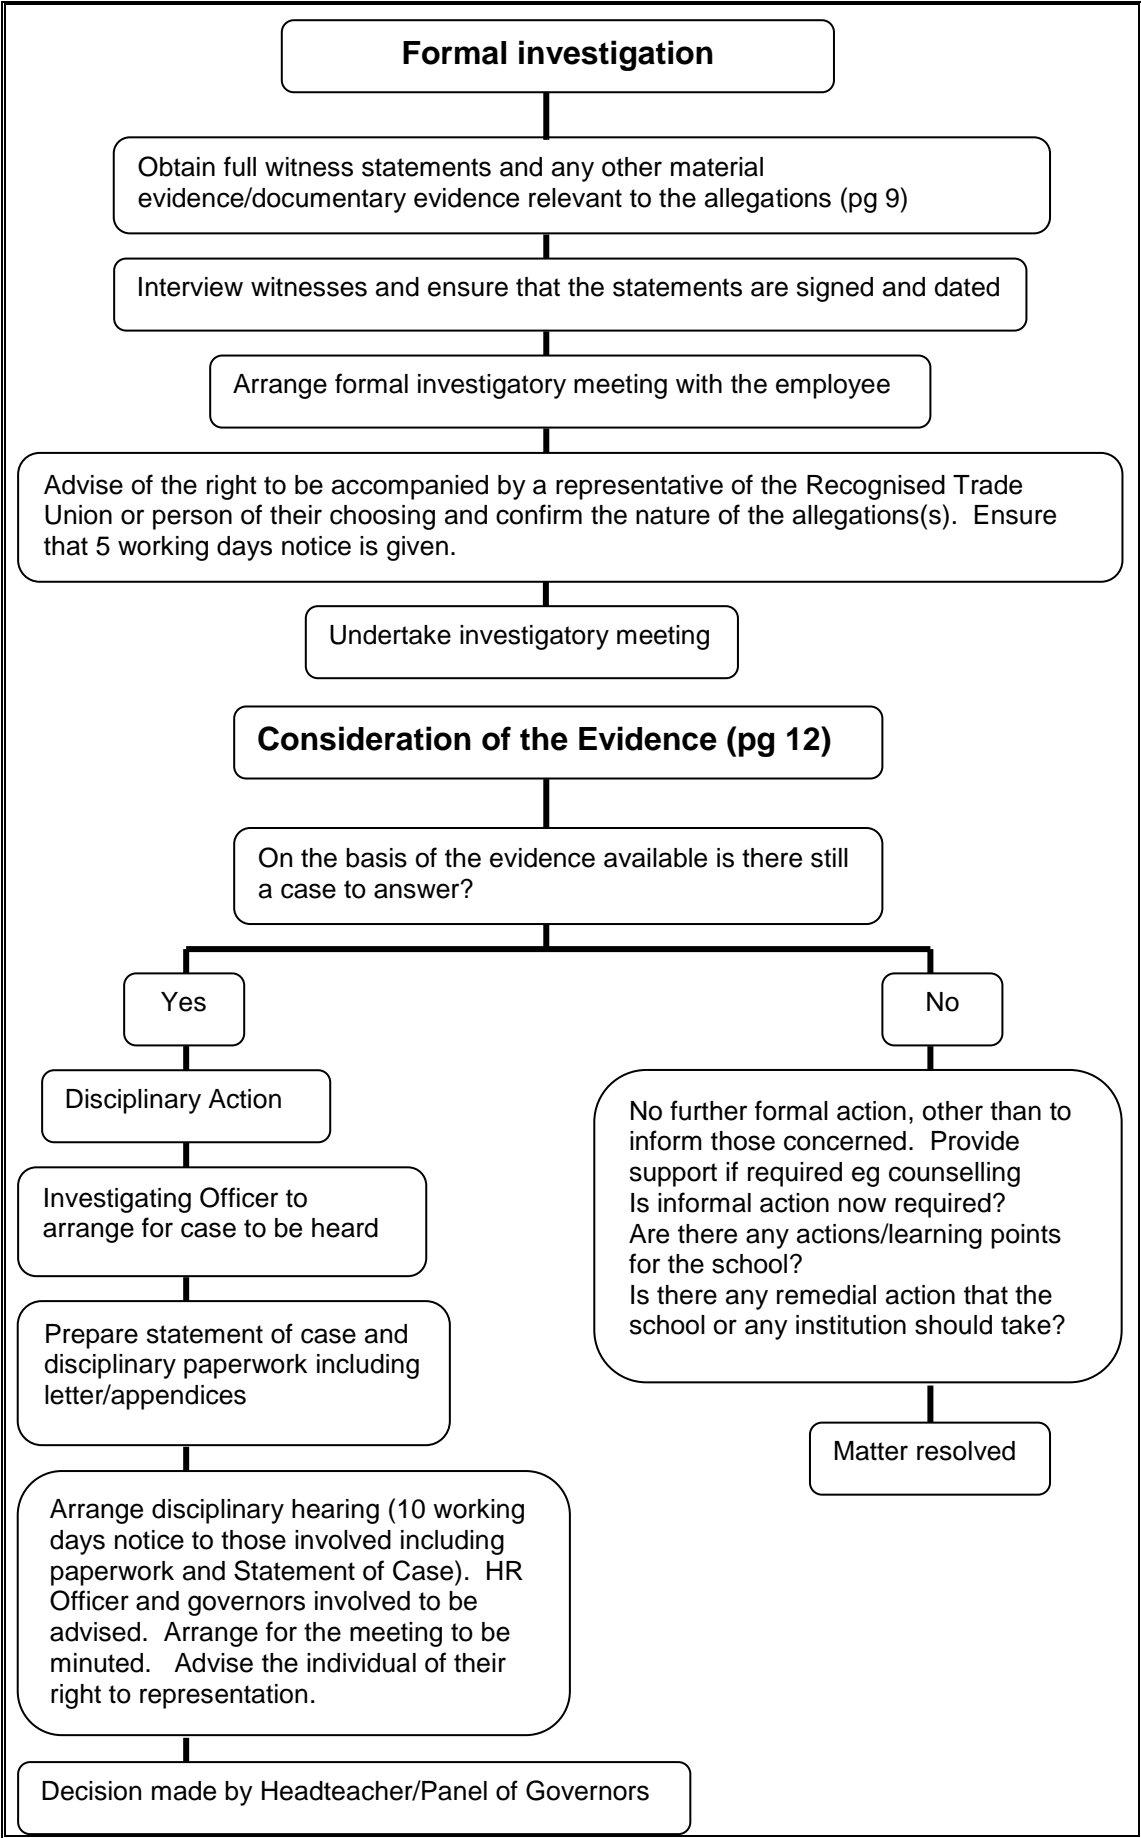 Formal investigation
Obtain full witness statements and any other material
evidence/documentary evidence relevant to the allegations (pg 9)
Interview witnesses and ensure that the statements are signed and dated
Arrange formal investigatory meeting with the employee
Advise of the right to be accompanied by a representative of the Recognised Trade
Union or person of their choosing and confirm the nature of the allegations(s).  Ensure
that 5 working days notice is given.
Undertake investigatory meeting
Consideration of the Evidence (pg 12)
On the basis of the evidence available is there still
a case to answer?
Yes
Disciplinary Action
Investigating Officer to
arrange for case to be heard
Prepare statement of case and
disciplinary paperwork including
letter/appendices
Arrange disciplinary hearing (10 working
days notice to those involved including
paperwork and Statement of Case).  HR
Officer and governors involved to be
advised.  Arrange for the meeting to be
minuted.   Advise the individual of their
right to representation.
Decision made by Headteacher/Panel of Governors
No
No further formal action, other than to
inform those concerned.  Provide
support if required eg counselling
Is informal action now required?
Are there any actions/learning points
for the school?
Is there any remedial action that the
school or any institution should take?
Matter resolved